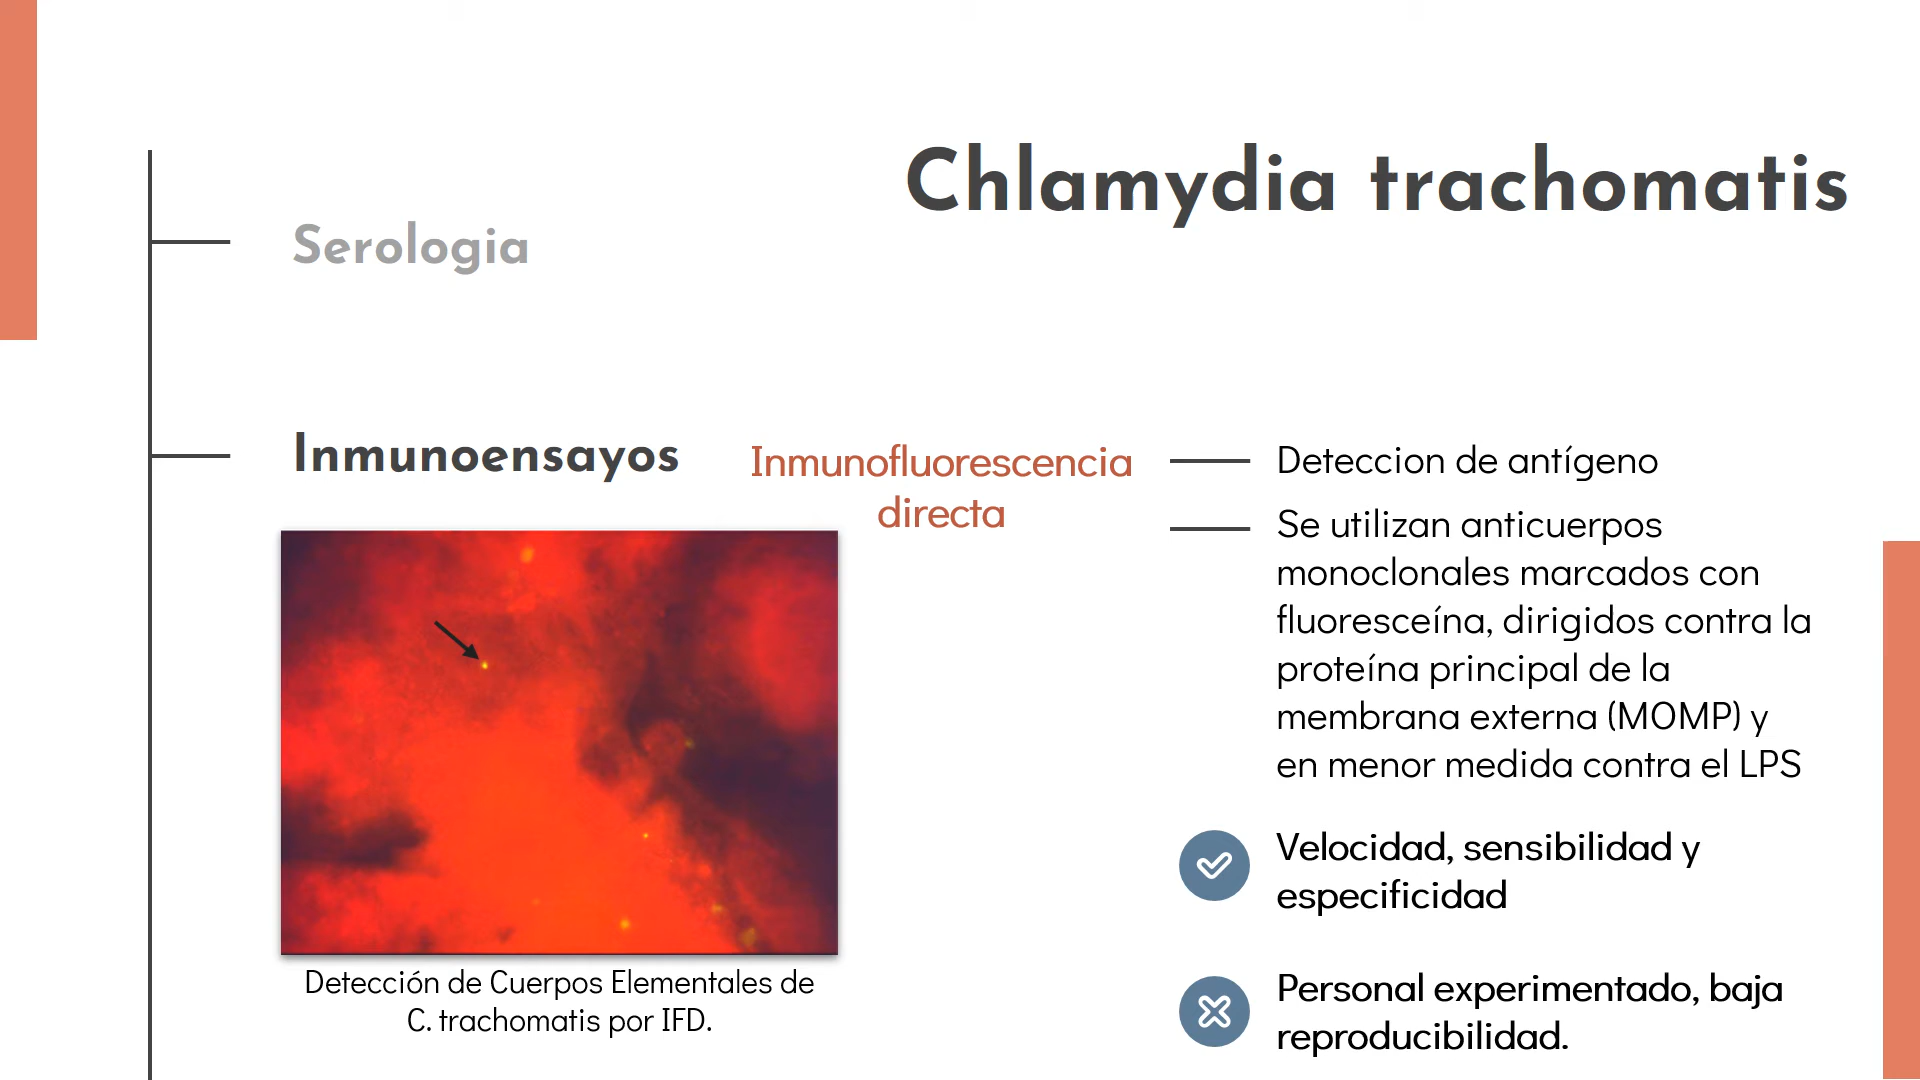 Chlamydia trachomatis
Serologia
Inmunoensayos
Inmunofluorescencia
directa
Deteccion de antígeno
Se utilizan anticuerpos
monoclonales marcados con
fluoresceína, dirigidos contra la
proteína principal de la
membrana externa (MOMP) y
en menor medida contra el LPS
Velocidad, sensibilidad y
especificidad
Personal experimentado, baja
reproducibilidad.
Detección de Cuerpos Elementales de
C. trachomatis por IFD.